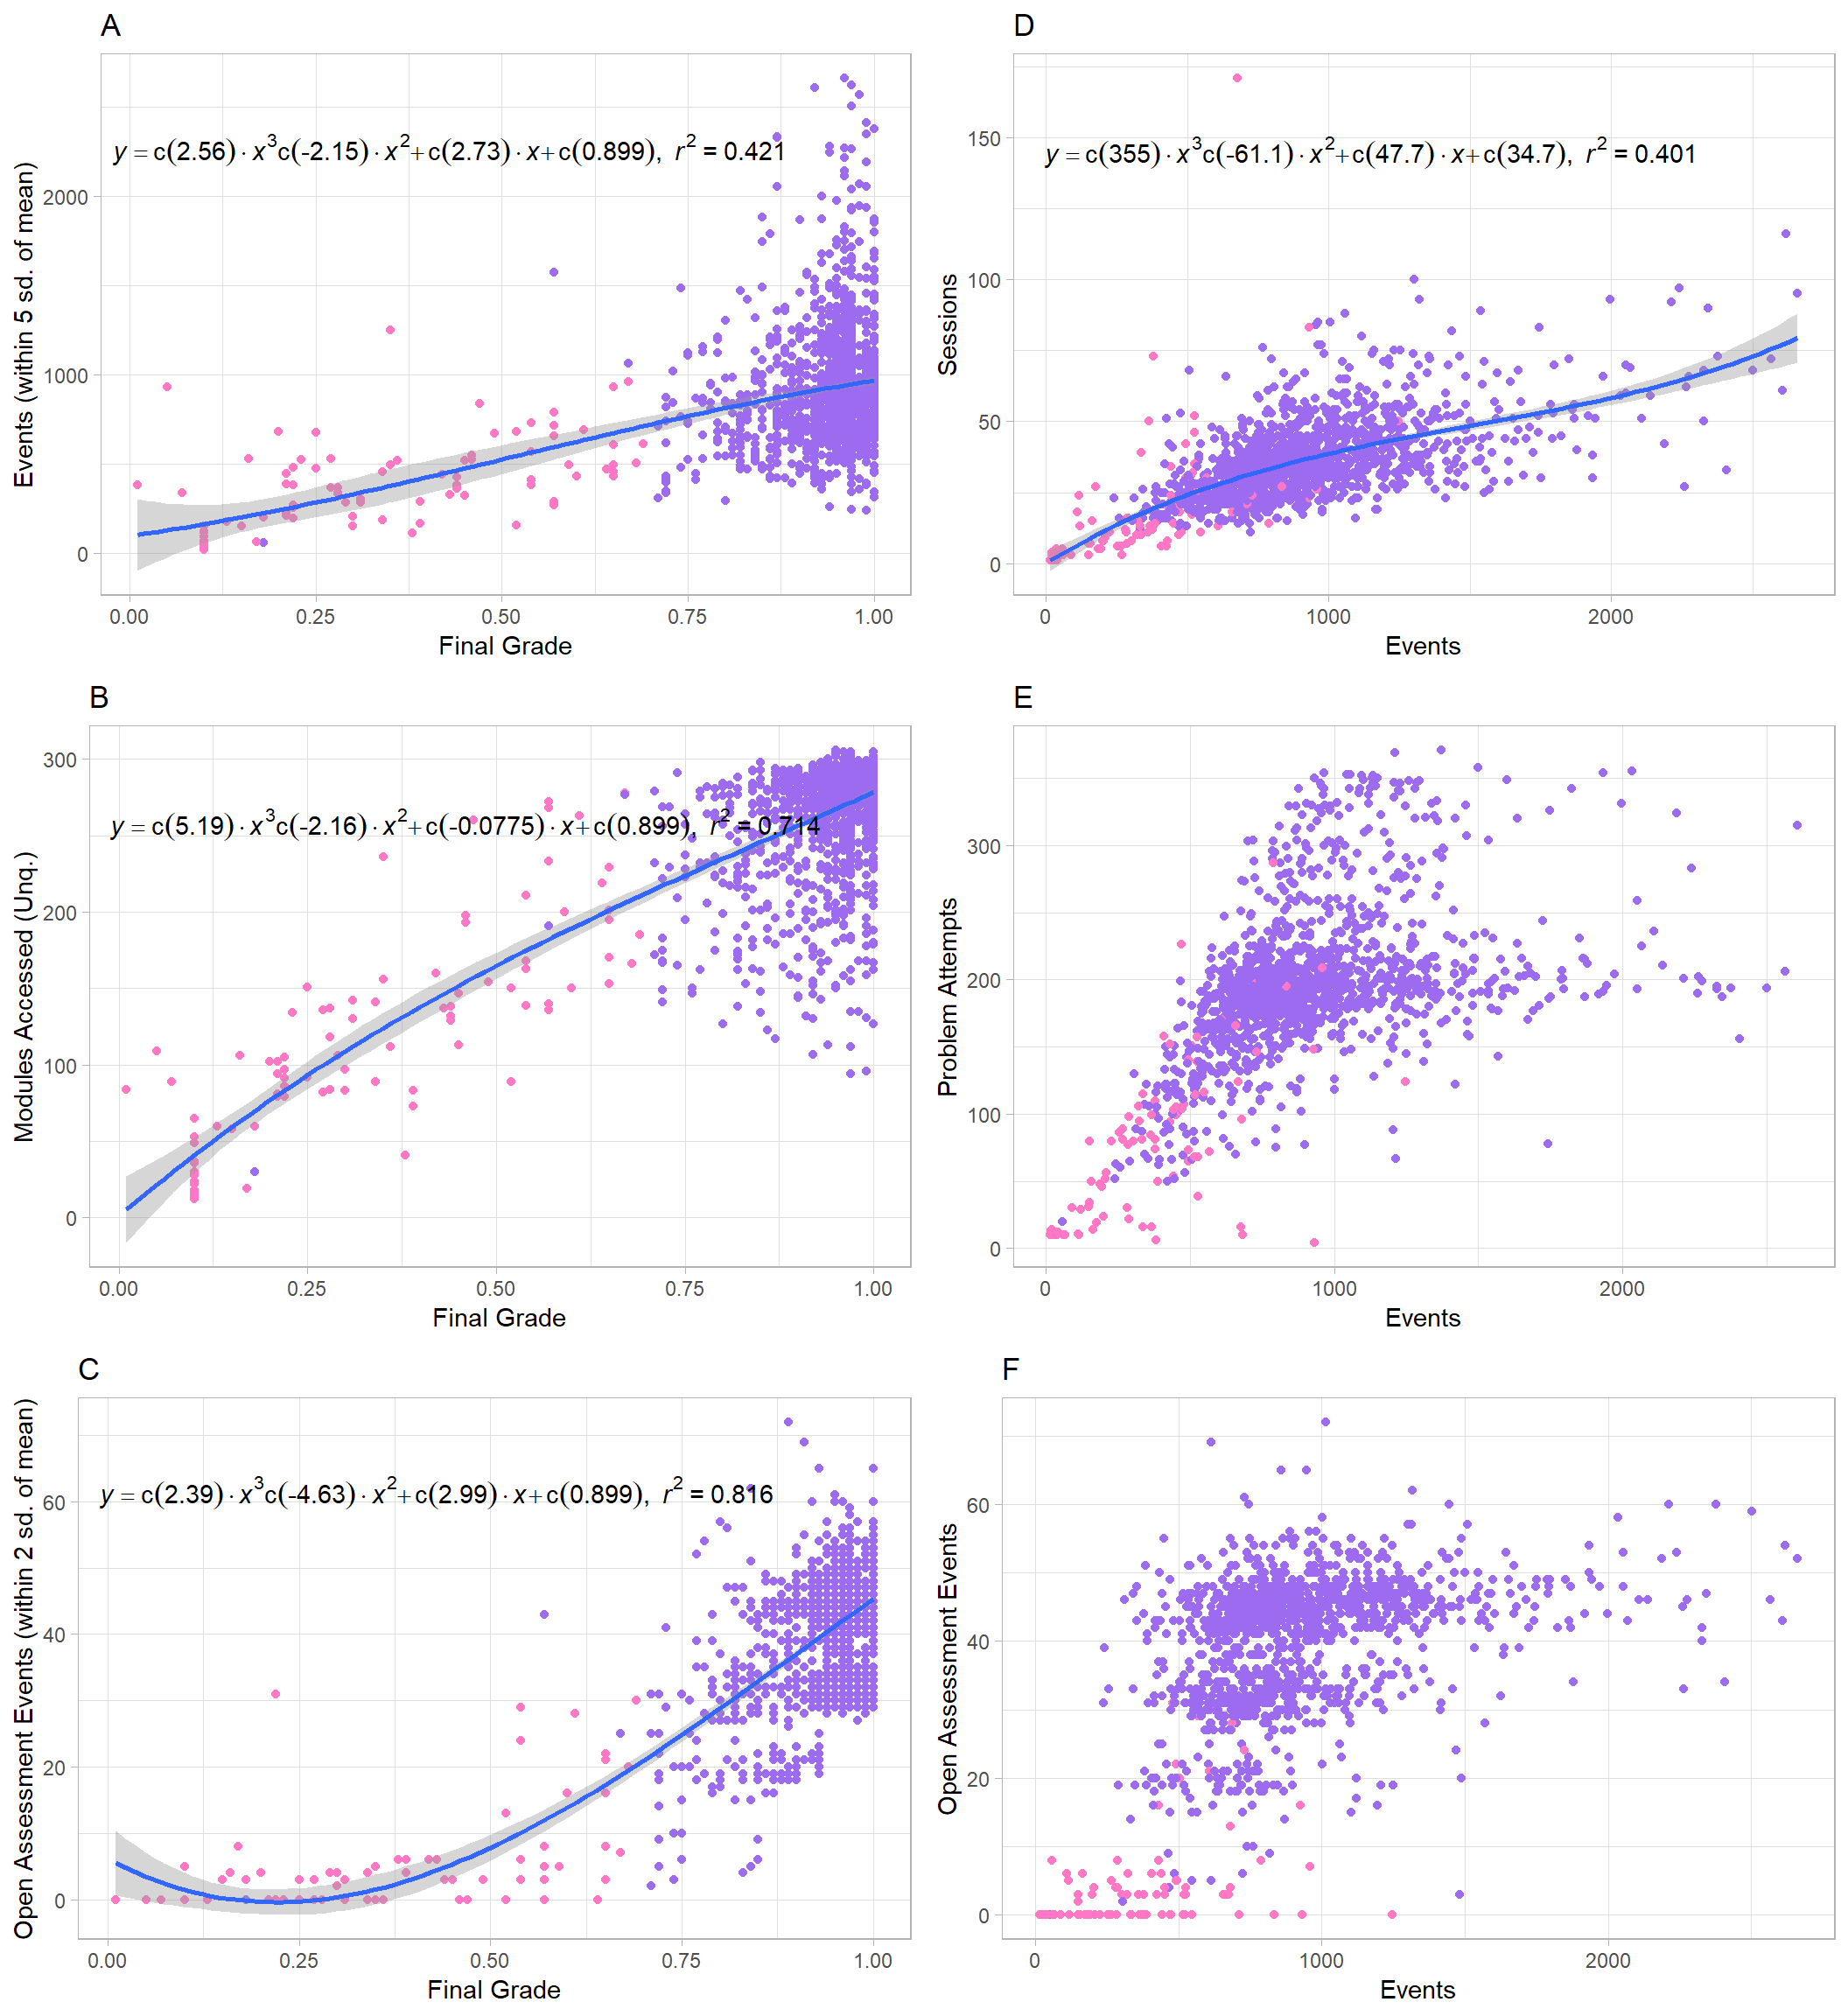 A
Events (within 5 sd. of mean)
2000
1000
0
y = c(2.56) · x³c(-2.15) · x²+c(2.73) · x+c(0.899), r² = 0.421
0.00 0.25 0.50 0.75 1.00
Final Grade
D
Sessions
150
100
50
0
y = c(355) · x³c(-61.1) · x²+c(47.7) · x+c(34.7), r² = 0.401
0 1000 2000
Events
B
Modules Accessed (Unq.)
300
200
100
0
y = c(5.19) · x³c(-2.16) · x²+c(-0.0775) · x+c(0.899), r² = 0.714
0.00 0.25 0.50 0.75 1.00
Final Grade
E
Problem Attempts
300
200
100
0
0 1000 2000
Events
C
Open Assessment Events (within 2 sd. of mean)
60
40
20
0
y = c(2.39) · x³c(-4.63) · x²+c(2.99) · x+c(0.899), r² = 0.816
0.00 0.25 0.50 0.75 1.00
Final Grade
F
Open Assessment Events
60
40
20
0
0 1000 2000
Events